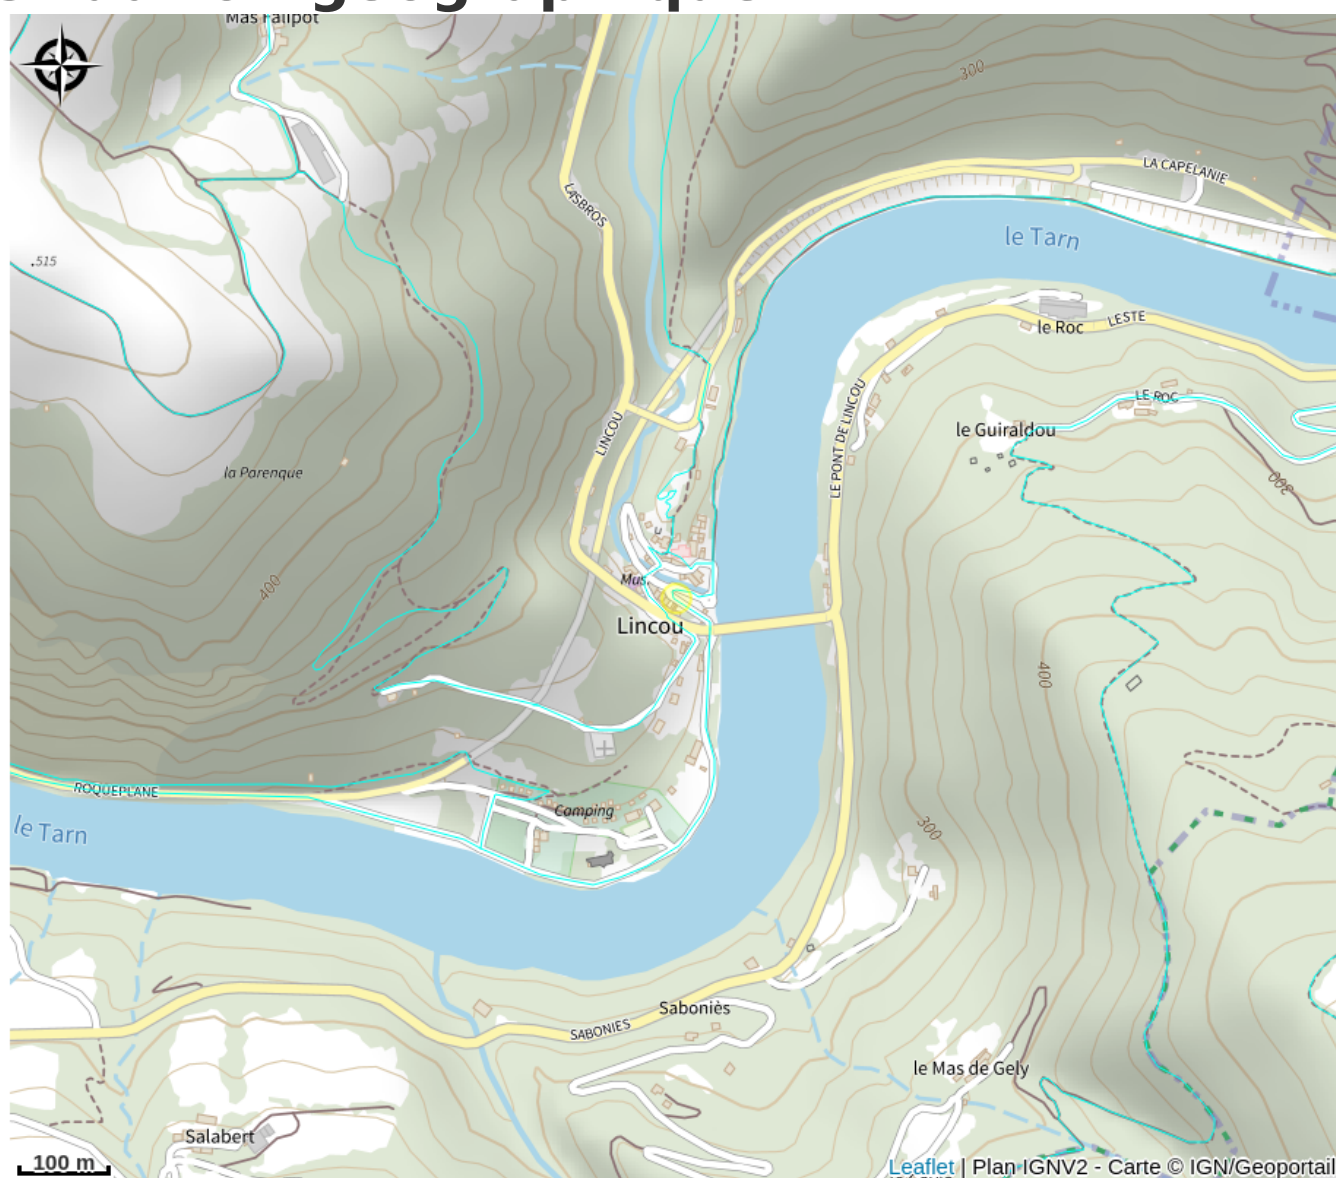 Mas Falipot
300
LASBROS
LA CAPELANIE
le Tarn
.515
le Roc
LESTE
LE PONT DE LINCOU
LE ROC
LINCOU
le Guiraldou
la Parenque
300
400
Mus.
Lincou
400
ROQUEPLANE
Camping
le Tarn
300
Saboniès
SABONIES
le Mas de Gely
Salabert
100 m
Leaflet | Plan IGNV2 - Carte © IGN/Geoportail